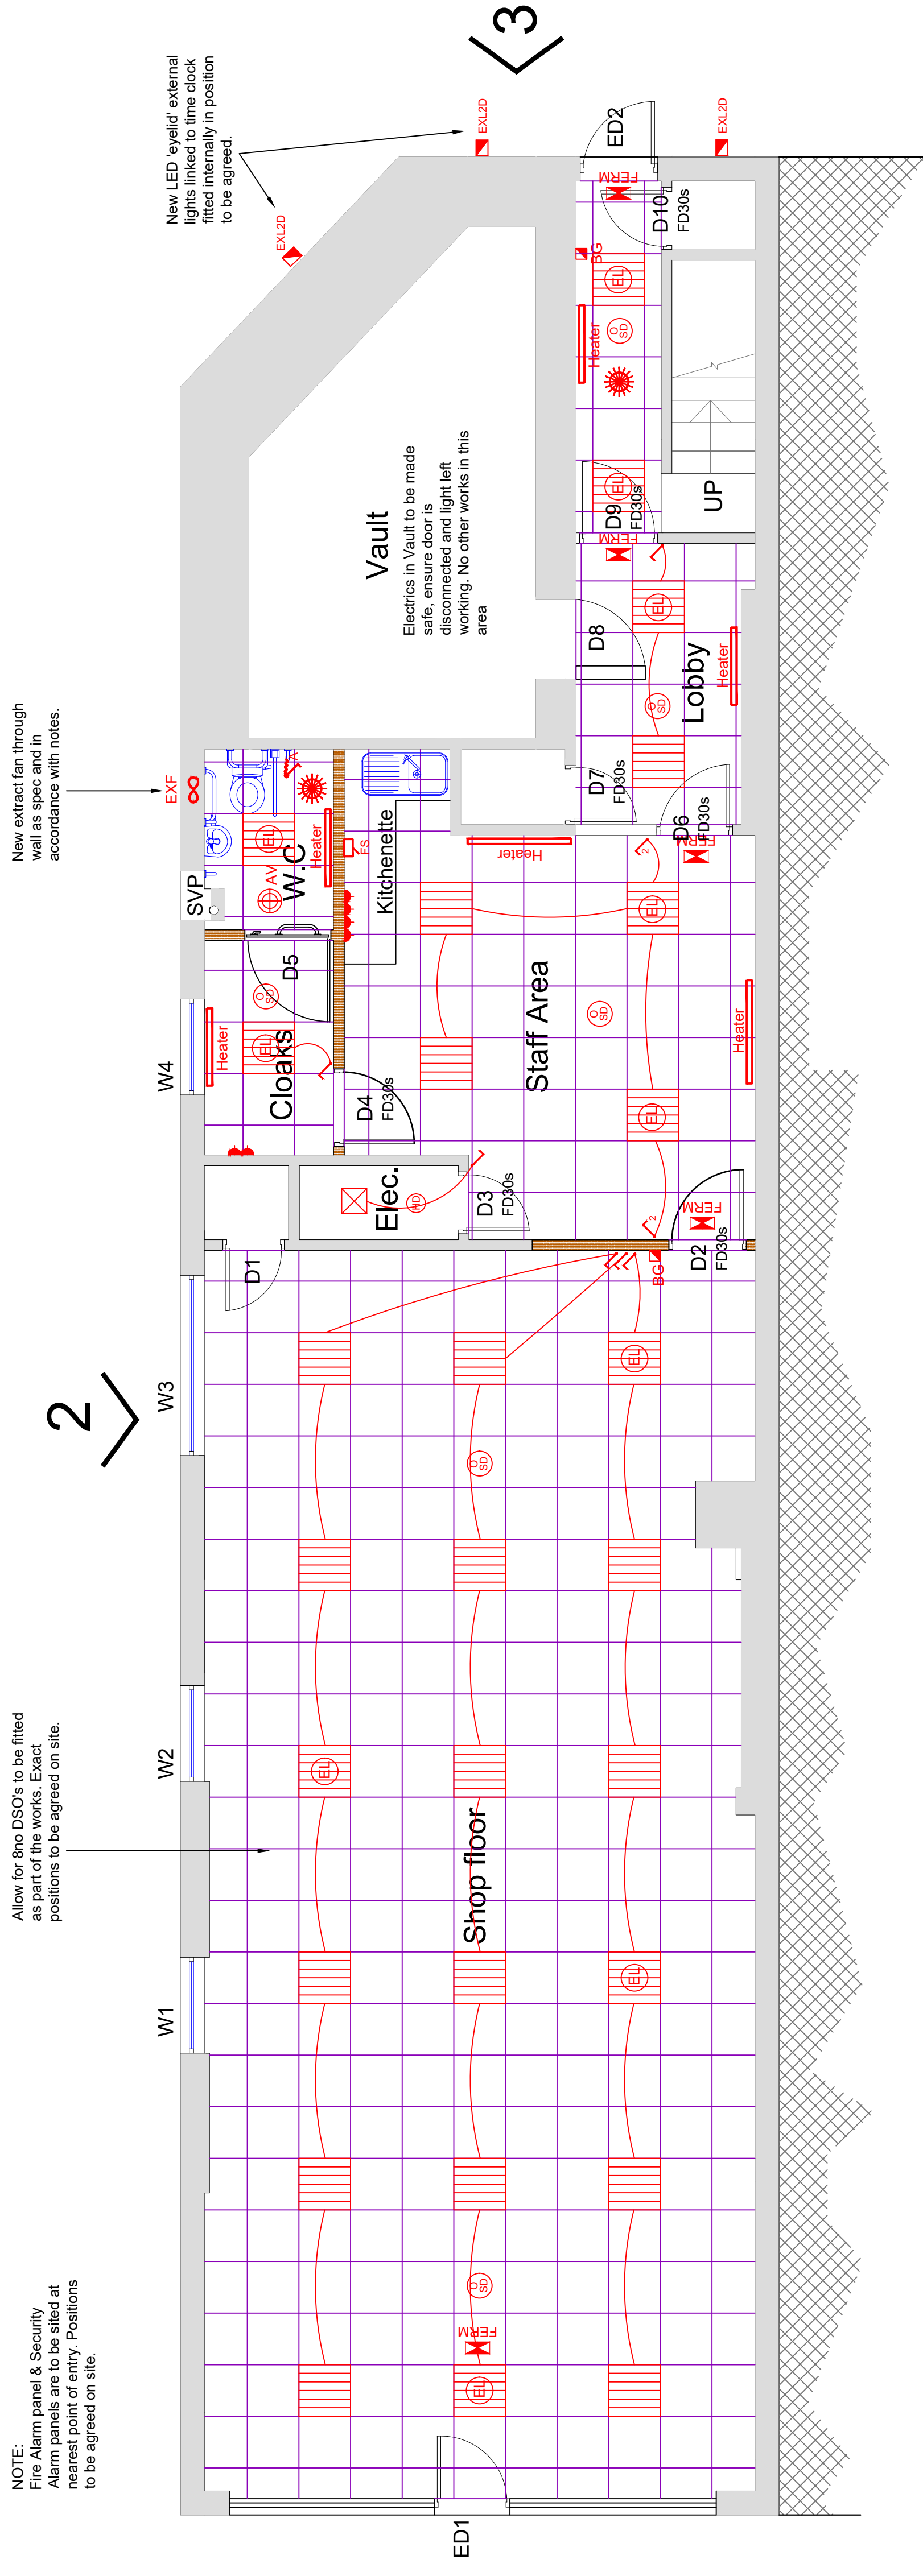 NOTE:
Fire Alarm panel & Security
Alarm panels are to be sited at
nearest point of entry. Positions
to be agreed on site.
Allow for 8no DSO's to be fitted
as part of the works. Exact
positions to be agreed on site.
New extract fan through
wall as spec and in
accordance with notes.
New LED 'eyelid' external
lights linked to time clock
fitted internally in position
to be agreed.
2
3
W1
W2
W3
W4
SVP
EXF
EXL2D
EXL2D
EXL2D
ED1
EL
FERM
O
SD
Shop floor
EL
EL
EL
O
SD
D1
BG
D2
FD30s
FERM
Elec.
HD
D3
FD30s
2
Cloaks
Heater
EL
O
SD
D5
D4
FD30s
W.C
AV
EL
Heater
A
FS
Kitchenette
Staff Area
O
SD
EL
EL
2
Heater
Heater
FERM
D6
FD30s
D7
FD30s
D8
Lobby
O
SD
EL
Heater
Vault
Electrics in Vault to be made
safe, ensure door is
disconnected and light left
working. No other works in this
area
FERM
D9
FD30s
EL
UP
Heater
O
SD
EL
BG
FERM
D10
FD30s
ED2